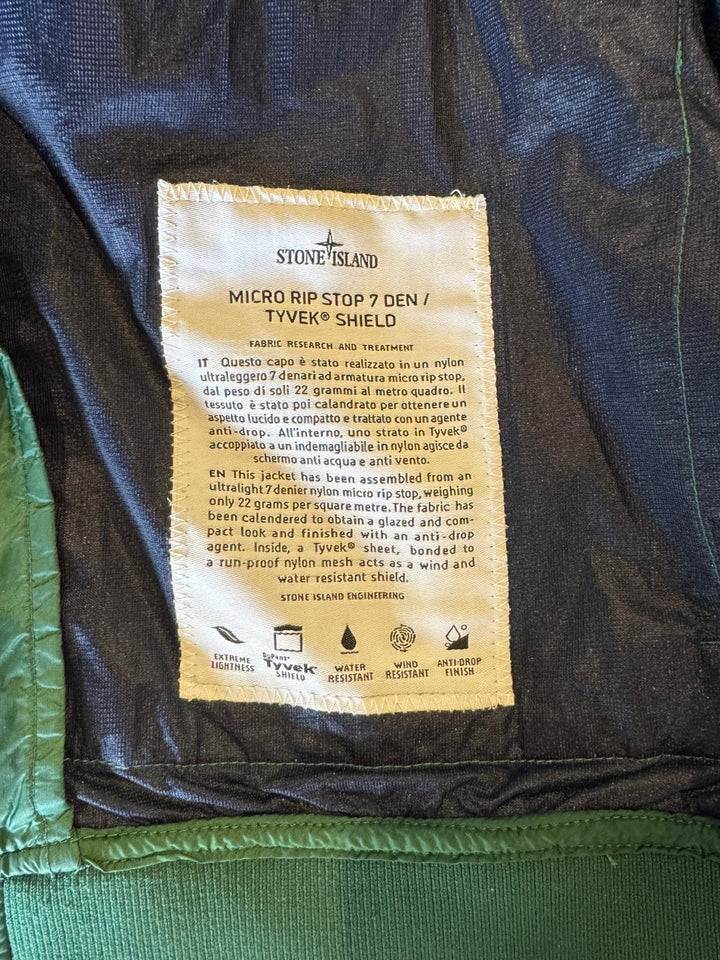 STONE ISLAND
MICRO RIP STOP 7 DEN /
TYVEK® SHIELD
FABRIC RESEARCH AND TREATMENT
IT Questo capo è stato realizzato in un nylon
ultraleggero 7 denari ad armatura micro rip stop,
dal peso di soli 22 grammi al metro quadro. Il
tessuto è stato poi calandrato per ottenere un
aspetto lucido e compatto e trattato con un agente
anti-drop. All'interno, uno strato in Tyvek®
accoppiato a un indemagliabile in nylon agisce da
schermo anti acqua e anti vento.
EN This jacket has been assembled from an
ultralight 7 denier nylon micro rip stop, weighing
only 22 grams per square metre. The fabric has
been calendered to obtain a glazed and com-
pact look and finished with an anti-drop
agent. Inside, a Tyvek® sheet, bonded to
a run-proof nylon mesh acts as a wind and
water resistant shield.
STONE ISLAND ENGINEERING
EXTREME
LIGHTNESS
DuPont™
Tyvek®
SHIELD
WATER
RESISTANT
WIND
RESISTANT
ANTI-DROP
FINISH